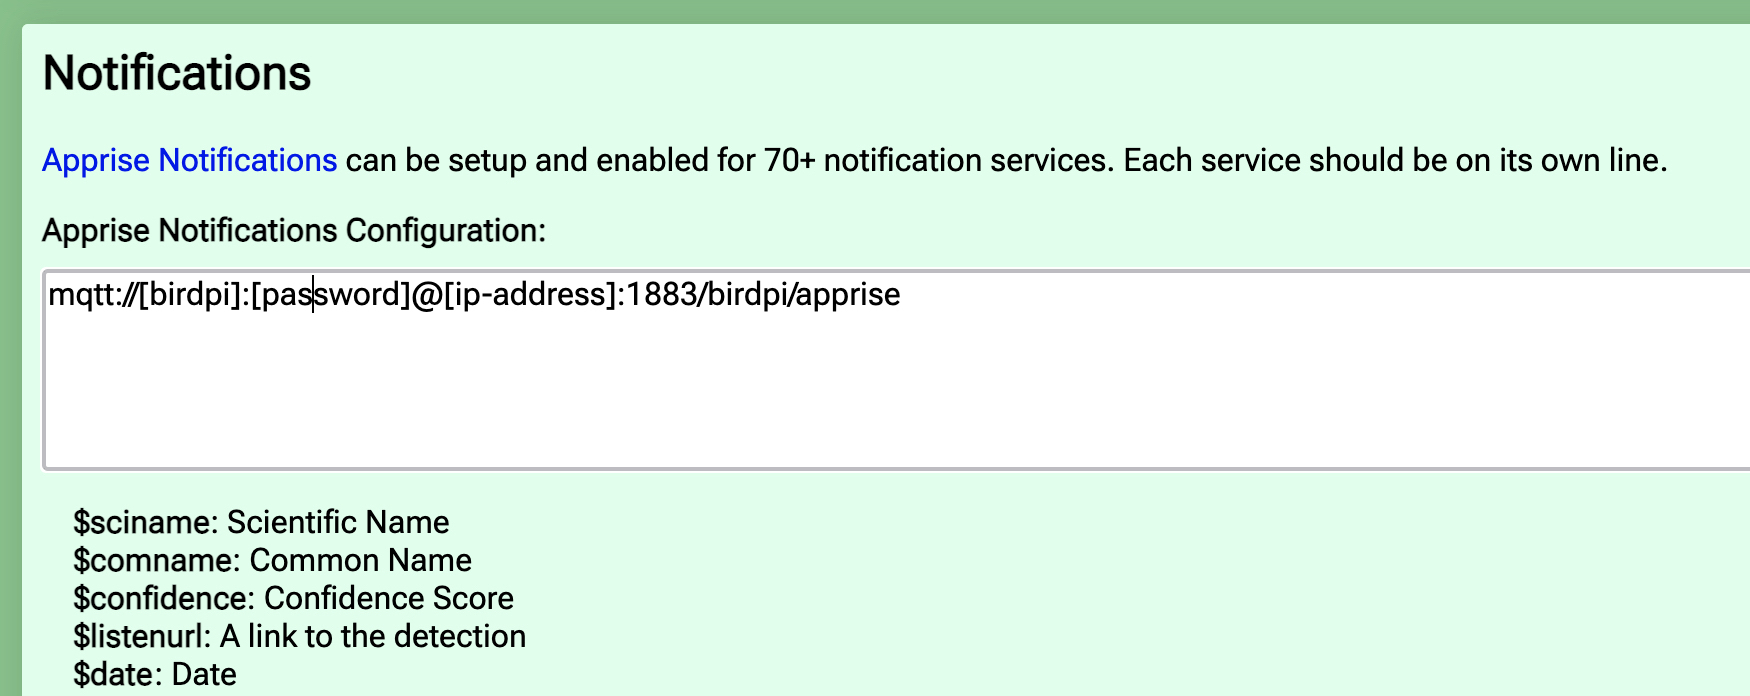 Notifications
Apprise Notifications can be setup and enabled for 70+ notification services. Each service should be on its own line.
Apprise Notifications Configuration:
mqtt://[birdpi]:[password]@[ip-address]:1883/birdpi/apprise
$sciname: Scientific Name
$comname: Common Name
$confidence: Confidence Score
$listenurl: A link to the detection
$date: Date